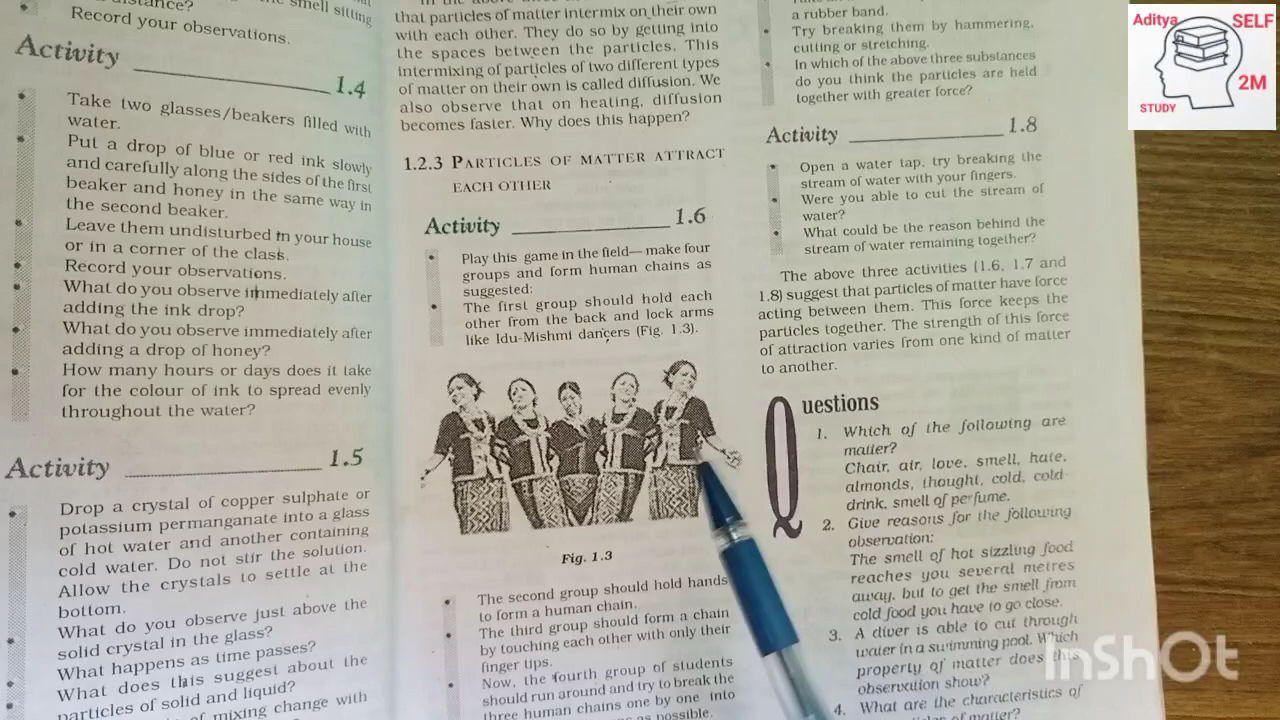 distance?
smell sitting
Record your observations.
Activity 1.4
Take two glasses/beakers filled with
water.
Put a drop of blue or red ink slowly
and carefully along the sides of the first
beaker and honey in the same way in
the second beaker.
Leave them undisturbed in your house
or in a corner of the class.
Record your observations.
What do you observe immediately after
adding the ink drop?
What do you observe immediately after
adding a drop of honey?
How many hours or days does it take
for the colour of ink to spread evenly
throughout the water?
Activity 1.5
Drop a crystal of copper sulphate or
potassium permanganate into a glass
of hot water and another containing
cold water. Do not stir the solution.
Allow the crystals to settle at the
bottom.
What do you observe just above the
solid crystal in the glass?
What happens as time passes?
What does this suggest about the
particles of solid and liquid?
of mixing change with
that particles of matter intermix on their own
with each other. They do so by getting into
the spaces between the particles. This
intermixing of particles of two different types
of matter on their own is called diffusion. We
also observe that on heating, diffusion
becomes faster. Why does this happen?
1.2.3 PARTICLES OF MATTER ATTRACT
EACH OTHER
Activity 1.6
Play this game in the field— make four
groups and form human chains as
suggested:
The first group should hold each
other from the back and lock arms
like Idu-Mishmi dancers (Fig. 1.3).
Fig. 1.3
The second group should hold hands
to form a human chain.
The third group should form a chain
by touching each other with only their
finger tips.
Now, the fourth group of students
should run around and try to break the
three human chains one by one into
as possible.
a rubber band.
Try breaking them by hammering,
cutting or stretching.
In which of the above three substances
do you think the particles are held
together with greater force?
Activity 1.8
Open a water tap, try breaking the
stream of water with your fingers.
Were you able to cut the stream of
water?
What could be the reason behind the
stream of water remaining together?
The above three activities (1.6, 1.7 and
1.8) suggest that particles of matter have force
acting between them. This force keeps the
particles together. The strength of this force
of attraction varies from one kind of matter
to another.
Questions
1. Which of the following are
matter?
Chair, air, love, smell, hate,
almonds, thought, cold, cold-
drink, smell of perfume.
2. Give reasons for the following
observation:
The smell of hot sizzling food
reaches you several metres
away, but to get the smell from
cold food you have to go close.
3. A diver is able to cut through
water in a swimming pool. Which
property of matter does this
observation show?
4. What are the characteristics of
of matter?
Aditya SELF
2M
STUDY
InShOt